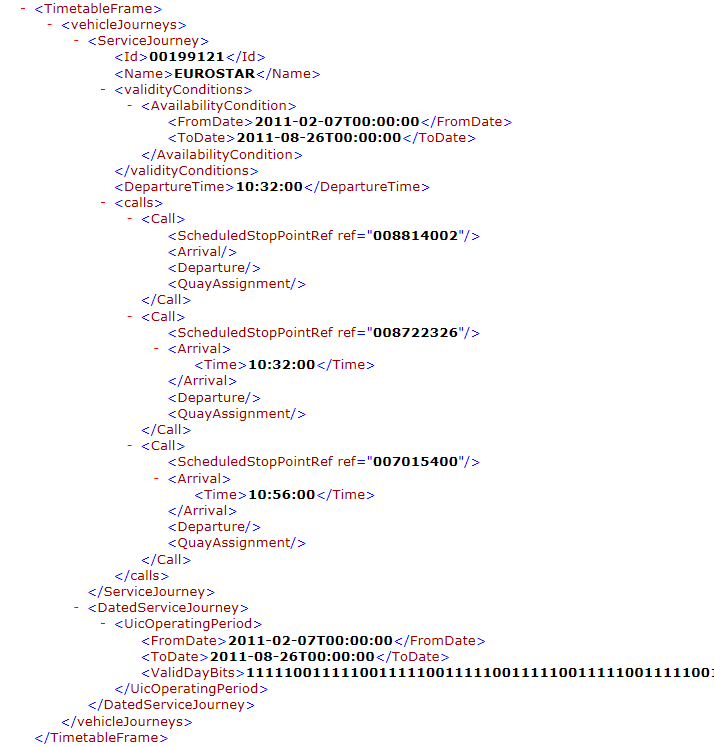 - <TimetableFrame>
- <vehicleJourneys>
- <ServiceJourney>
<Id>00199121</Id>
<Name>EUROSTAR</Name>
- <validityConditions>
- <AvailabilityCondition>
<FromDate>2011-02-07T00:00:00</FromDate>
<ToDate>2011-08-26T00:00:00</ToDate>
</AvailabilityCondition>
</validityConditions>
<DepartureTime>10:32:00</DepartureTime>
- <calls>
- <Call>
<ScheduledStopPointRef ref="008814002"/>
<Arrival/>
<Departure/>
<QuayAssignment/>
</Call>
- <Call>
<ScheduledStopPointRef ref="008722326"/>
- <Arrival>
<Time>10:32:00</Time>
</Arrival>
<Departure/>
<QuayAssignment/>
</Call>
- <Call>
<ScheduledStopPointRef ref="007015400"/>
- <Arrival>
<Time>10:56:00</Time>
</Arrival>
<Departure/>
<QuayAssignment/>
</Call>
</calls>
</ServiceJourney>
- <DatedServiceJourney>
- <UicOperatingPeriod>
<FromDate>2011-02-07T00:00:00</FromDate>
<ToDate>2011-08-26T00:00:00</ToDate>
<ValidDayBits>111110011111001111100111110011111001111100111110011
</UicOperatingPeriod>
</DatedServiceJourney>
</vehicleJourneys>
</TimetableFrame>